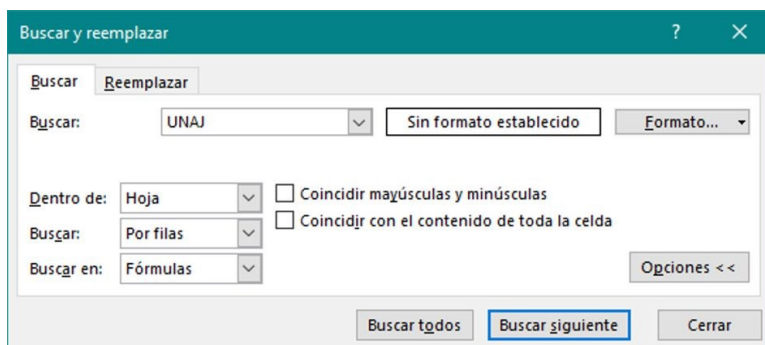 Buscar y reemplazar ? ×
Buscar Reemplazar
Buscar: UNAJ Sin formato establecido Formato...
Dentro de: Hoja Coincidir mayúsculas y minúsculas
Buscar: Por filas Coincidir con el contenido de toda la celda
Buscar en: Fórmulas Opciones <<
Buscar todos Buscar siguiente Cerrar